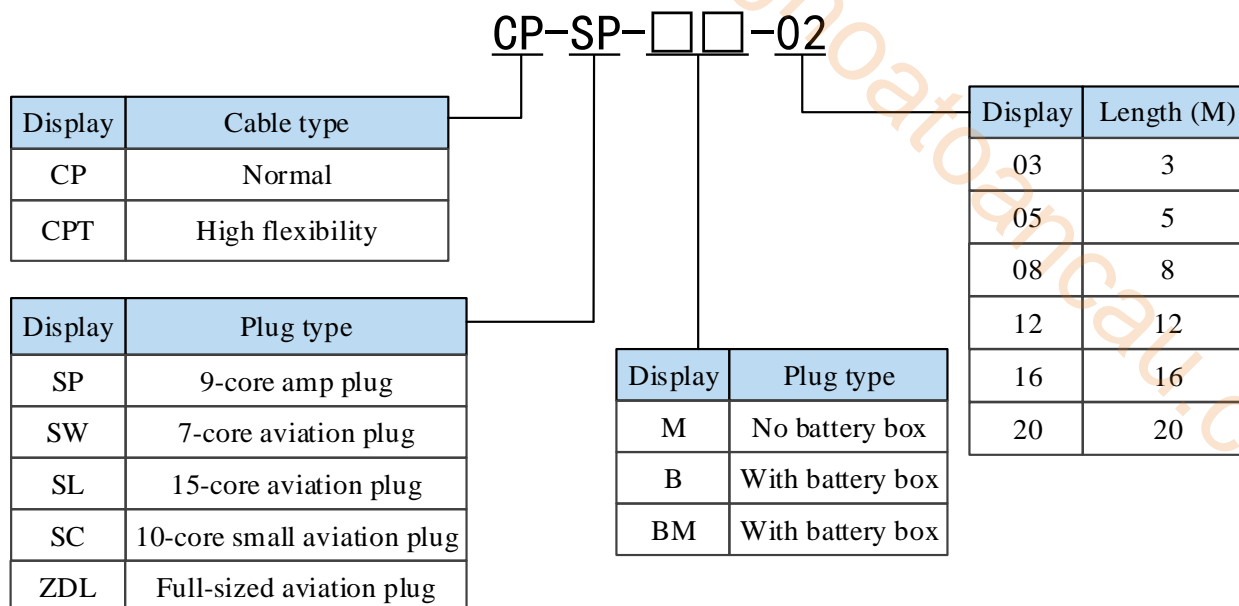 CP-SP-□□-02
Display Cable type
CP Normal
CPT High flexibility
Display Plug type
SP 9-core amp plug
SW 7-core aviation plug
SL 15-core aviation plug
SC 10-core small aviation plug
ZDL Full-sized aviation plug
Display Plug type
M No battery box
B With battery box
BM With battery box
Display Length (M)
03 3
05 5
08 8
12 12
16 16
20 20